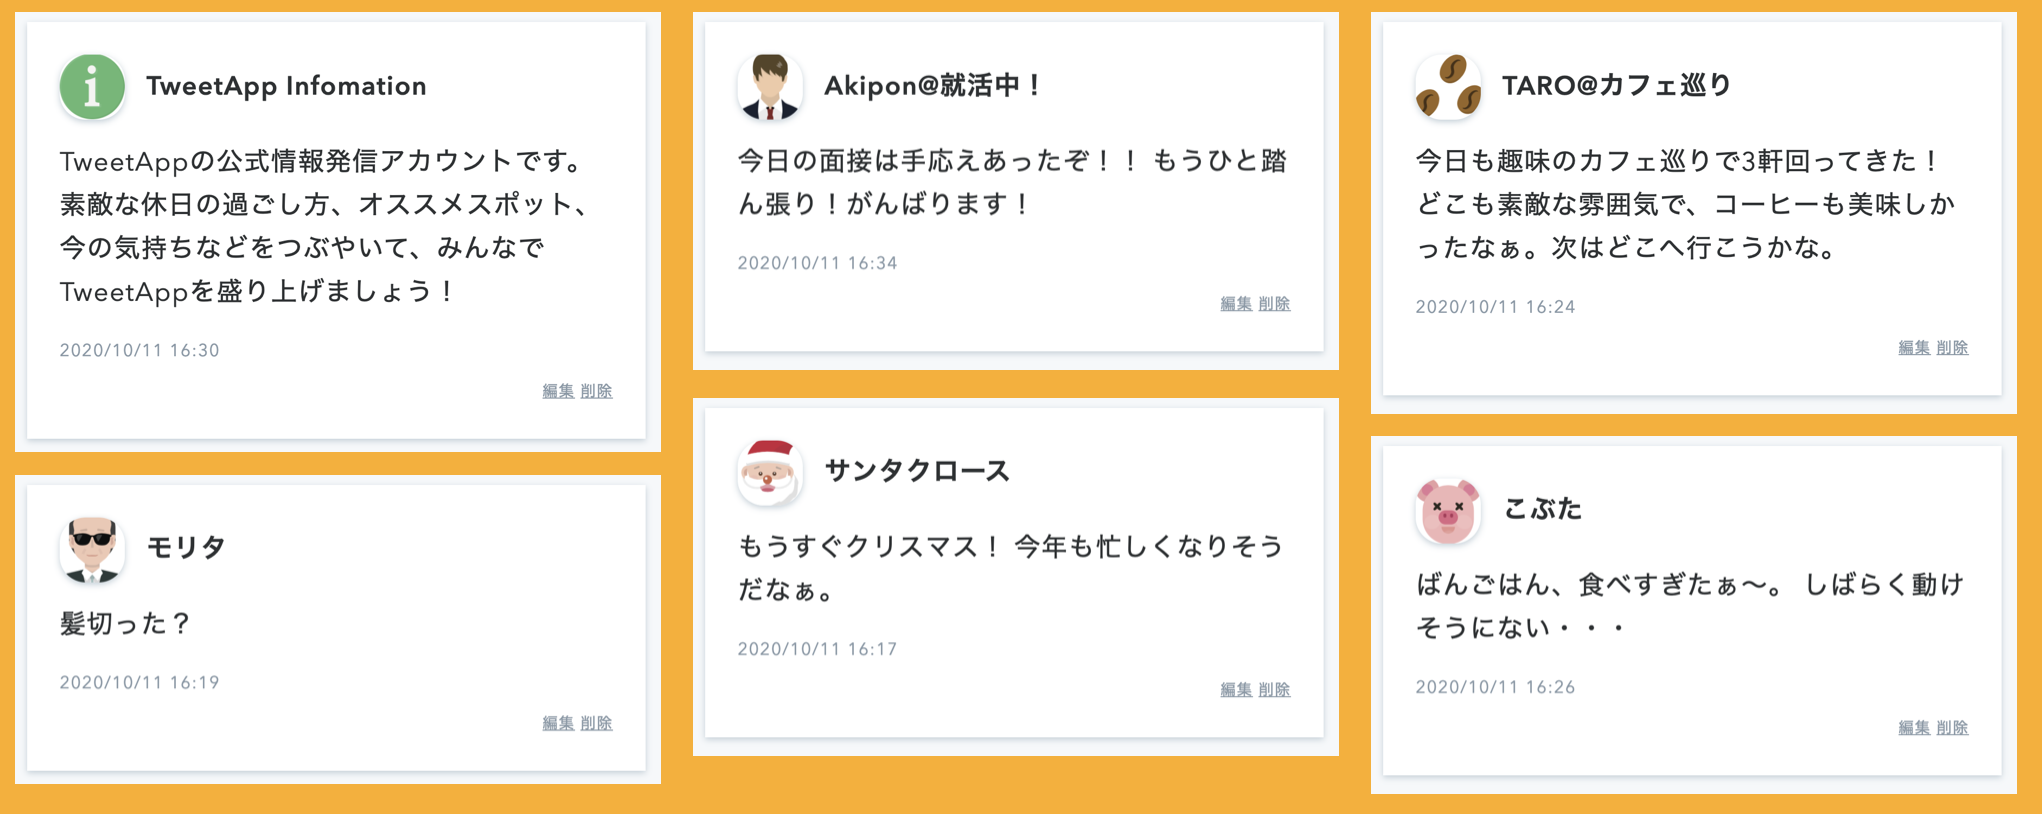 TweetApp Infomation
TweetAppの公式情報発信アカウントです。
素敵な休日の過ごし方、オススメスポット、
今の気持ちなどをつぶやいて、みんなで
TweetAppを盛り上げましょう！
2020/10/11 16:30
編集 削除
モリタ
髪切った？
2020/10/11 16:19
編集 削除
Akipon@就活中！
今日の面接は手応えあったぞ！！ もうひと踏
ん張り！がんばります！
2020/10/11 16:34
編集 削除
サンタクロース
もうすぐクリスマス！ 今年も忙しくなりそう
だなぁ。
2020/10/11 16:17
編集 削除
TARO@カフェ巡り
今日も趣味のカフェ巡りで3軒回ってきた！
どこも素敵な雰囲気で、コーヒーも美味しか
ったなぁ。次はどこへ行こうかな。
2020/10/11 16:24
編集 削除
こぶた
ばんごはん、食べすぎたぁ〜。 しばらく動け
そうにない・・・
2020/10/11 16:26
編集 削除